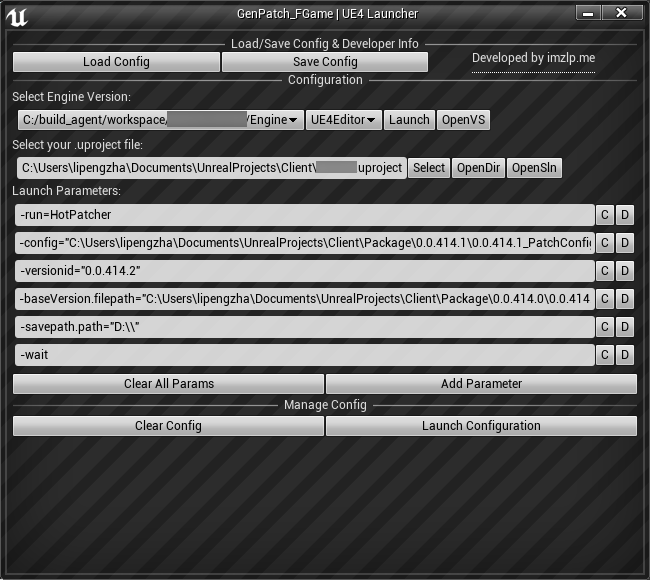 GenPatch_FGame | UE4 Launcher
Load/Save Config & Developer Info
Load Config Save Config Developed by imzlp.me
Configuration
Select Engine Version:
C:/build_agent/workspace/ /Engine UE4Editor Launch OpenVS
Select your .uproject file:
C:\Users\lipengzha\Documents\UnrealProjects\Client\ uproject Select OpenDir OpenSln
Launch Parameters:
-run=HotPatcher C D
-config="C:\Users\lipengzha\Documents\UnrealProjects\Client\Package\0.0.414.1\0.0.414.1_PatchConfig C D
-versionid="0.0.414.2" C D
-baseVersion.filepath="C:\Users\lipengzha\Documents\UnrealProjects\Client\Package\0.0.414.0\0.0.414 C D
-savepath.path="D:\\" C D
-wait C D
Clear All Params Add Parameter
Manage Config
Clear Config Launch Configuration